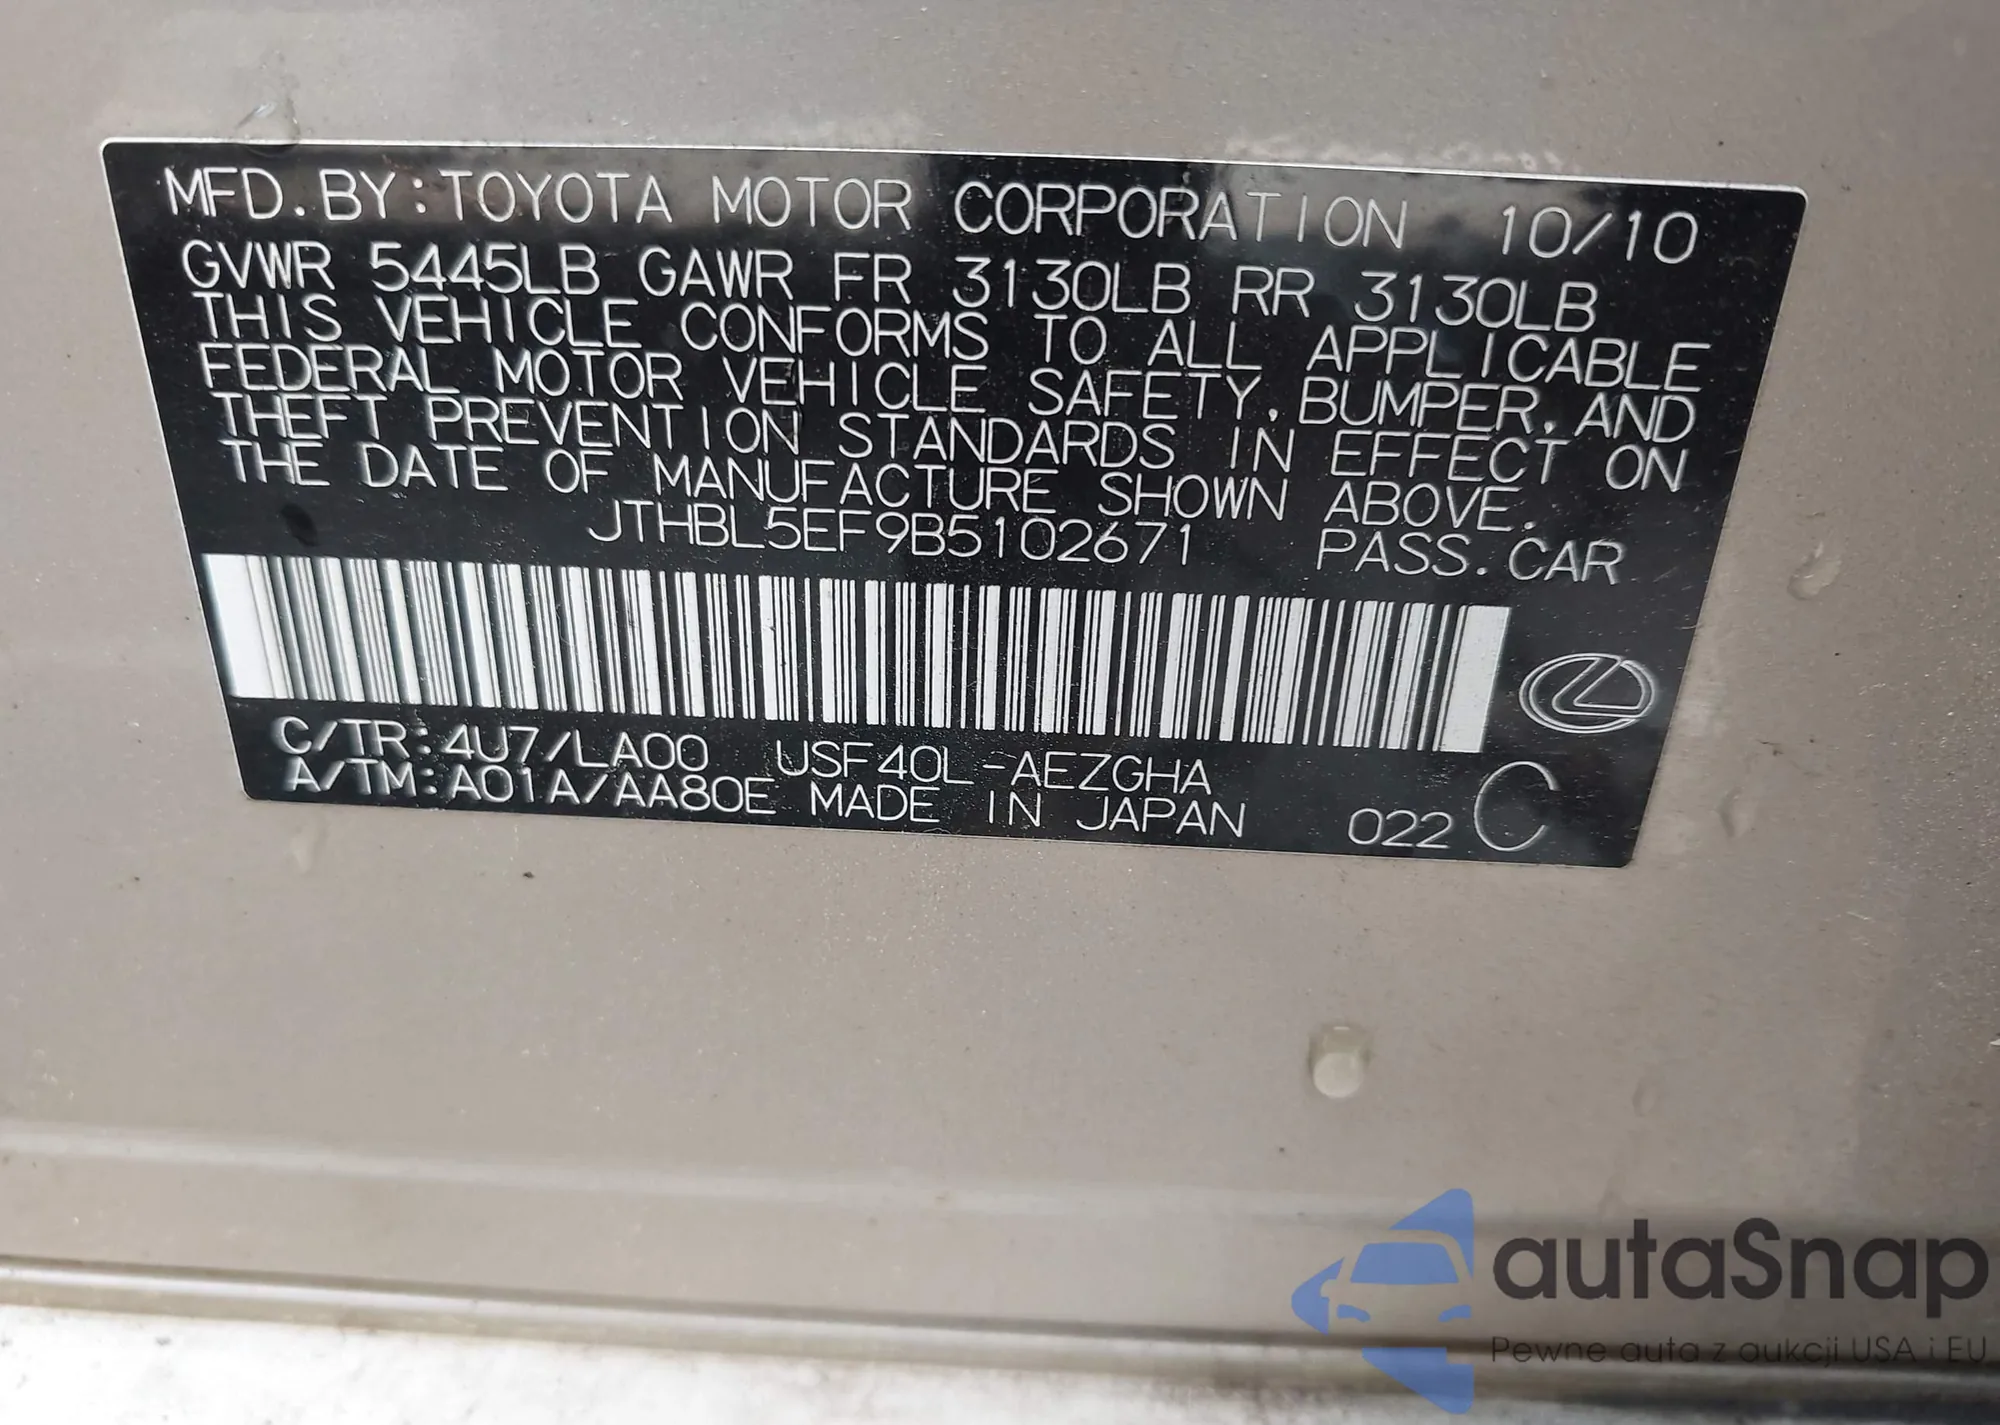 MFD.BY:TOYOTA MOTOR CORPORATION 10/10
GVWR 5445LB GAWR FR 3130LB RR 3130LB
THIS VEHICLE CONFORMS TO ALL APPLICABLE
FEDERAL MOTOR VEHICLE SAFETY,BUMPER,AND
THEFT PREVENTION STANDARDS IN EFFECT ON
THE DATE OF MANUFACTURE SHOWN ABOVE.
JTHBL5EF9B5102671 PASS.CAR
C/TR:4U7/LA00 USF40L-AEZGHA
A/TM:A01A/AA80E MADE IN JAPAN 022 C
autaSnap
Pewne auta z aukcji USA i EU